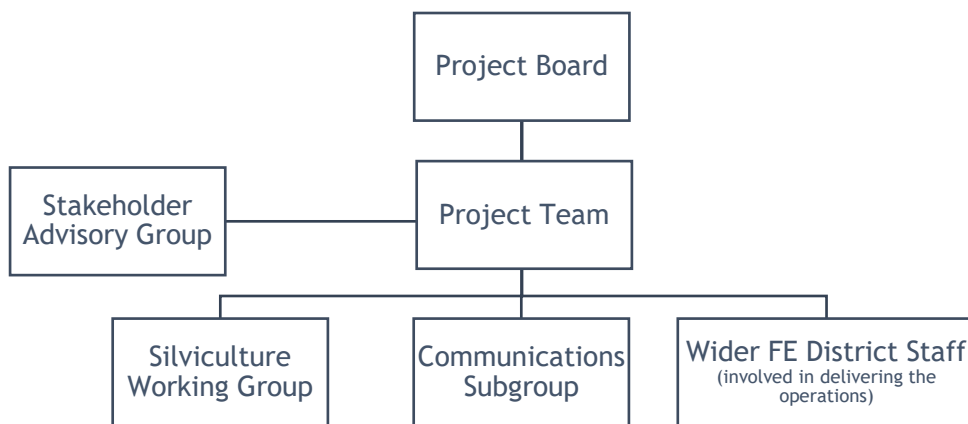 Project Board
Stakeholder
Advisory Group
Project Team
Silviculture
Working Group
Communications
Subgroup
Wider FE District Staff
(involved in delivering the
operations)